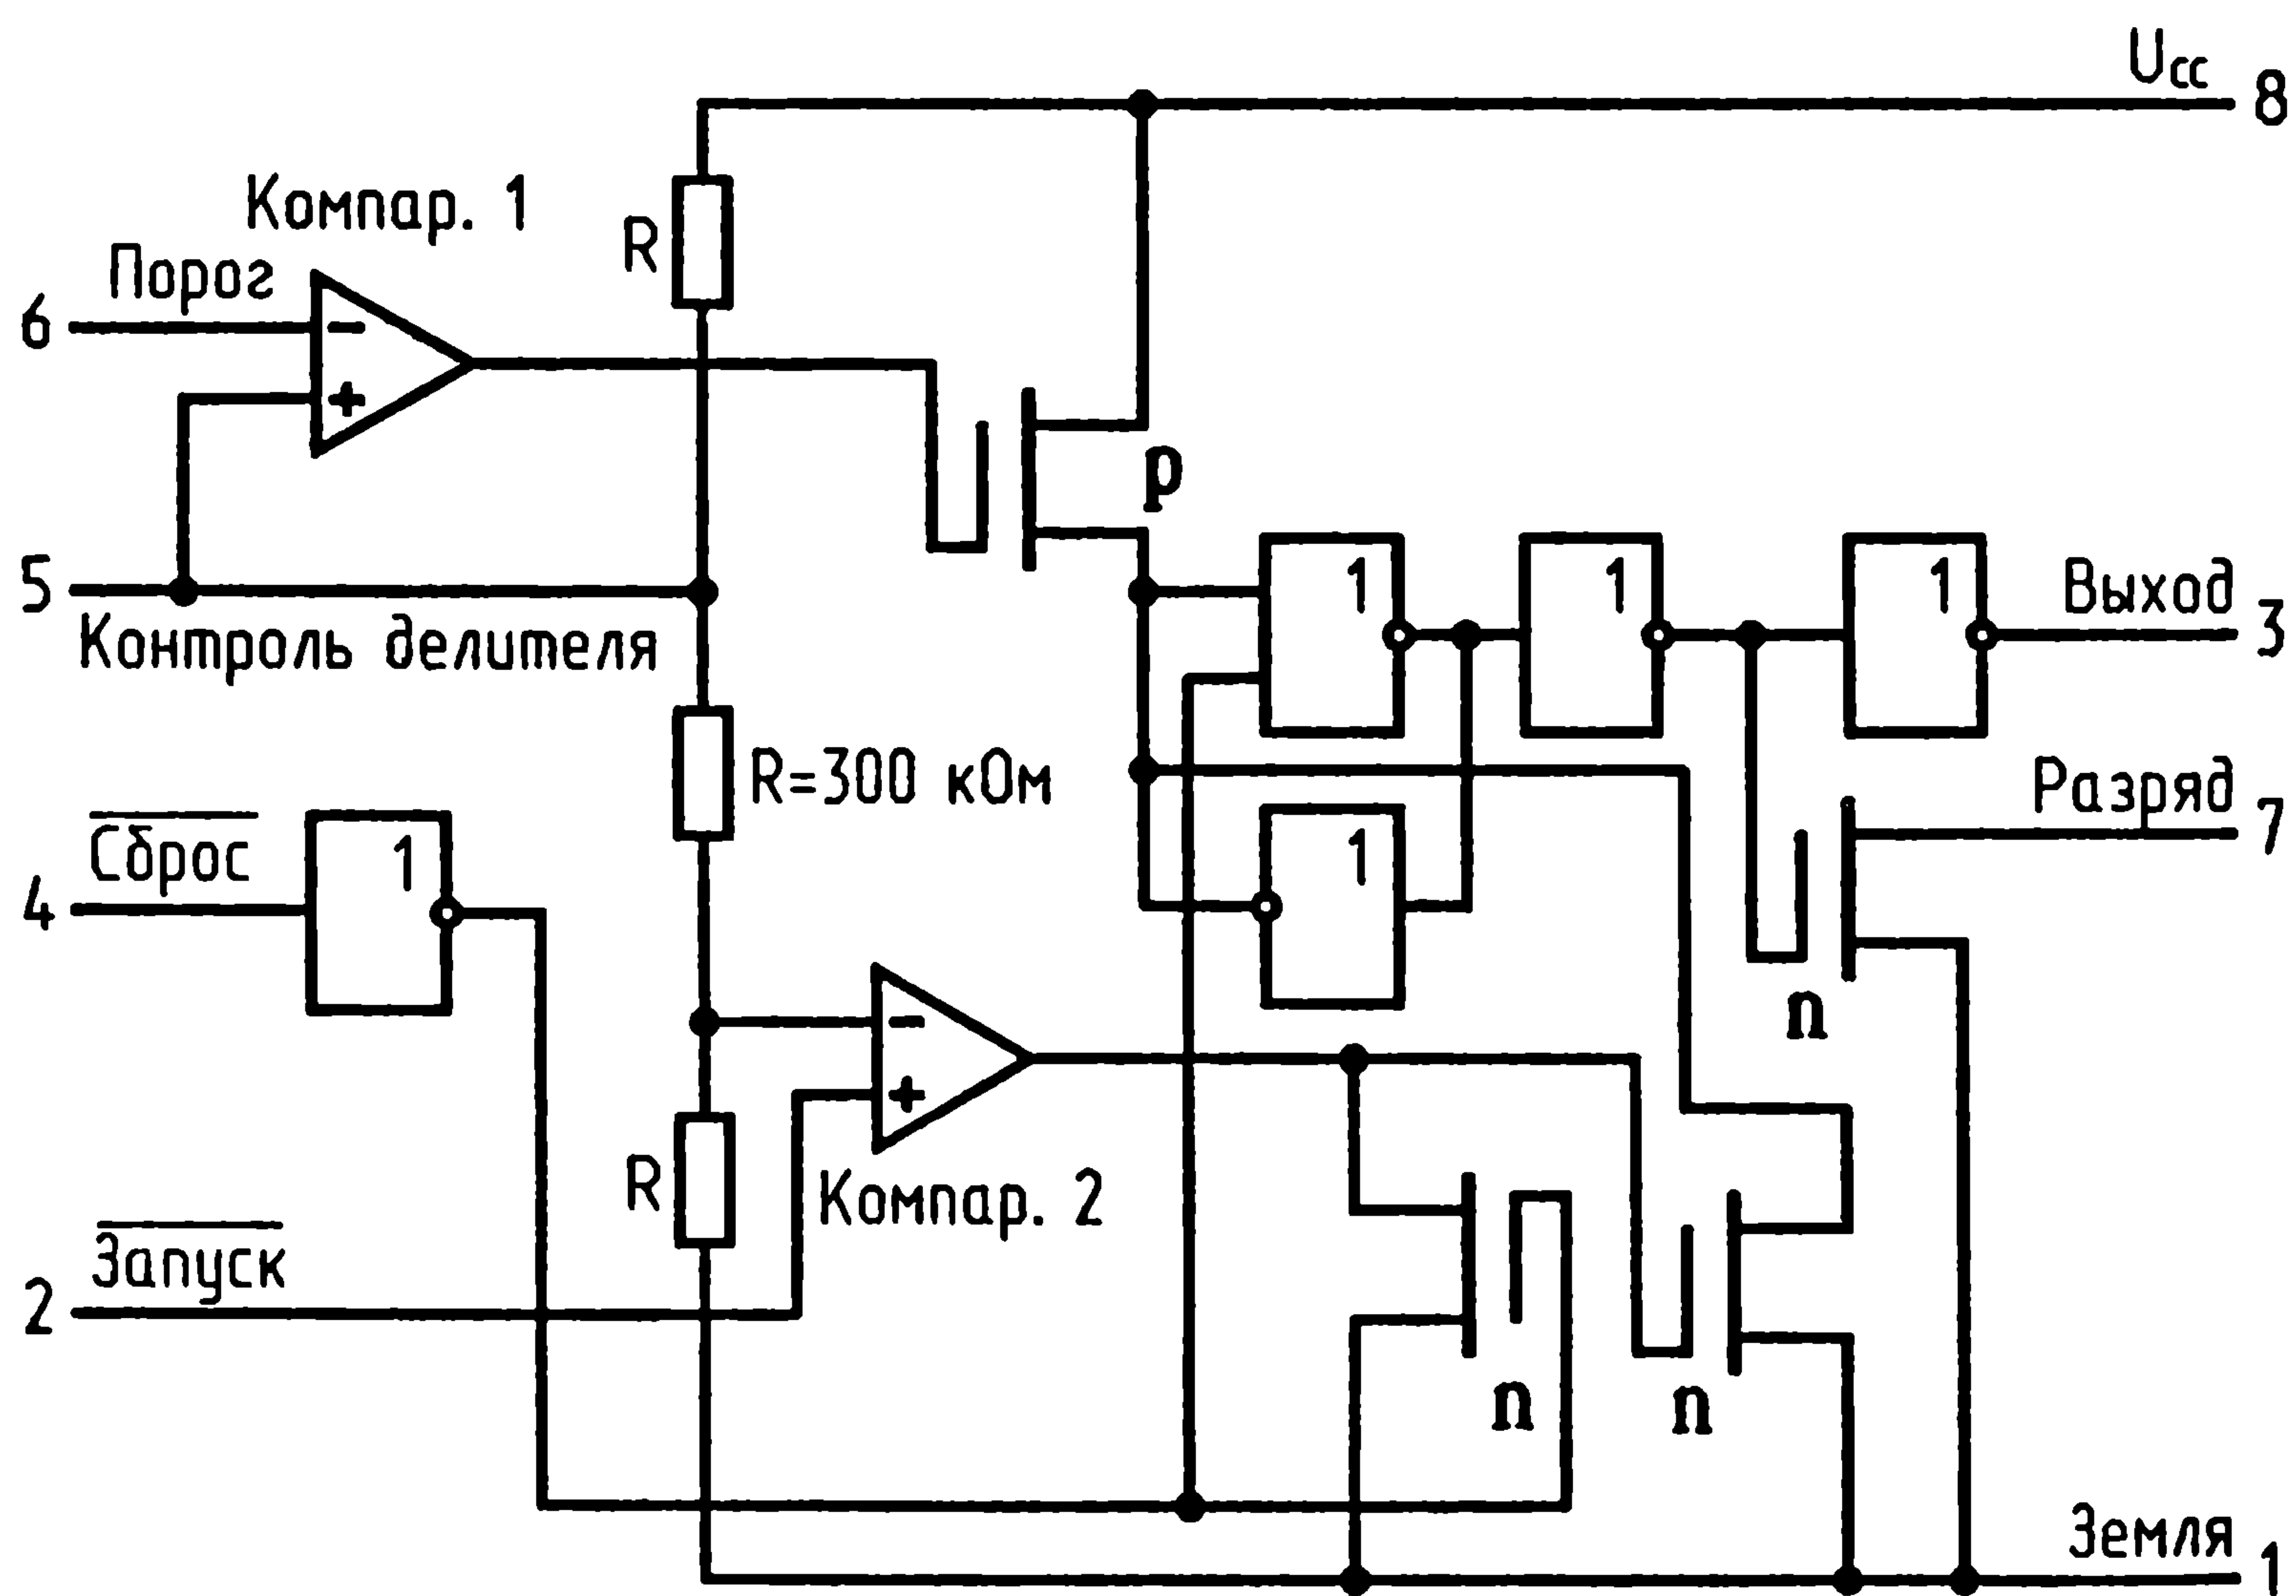 Ucc
8
Компар. 1
R
Порог
6
−
+
p
5
Контроль делителя
1
1
1
Выход
3
R=300 кОм
Разряд
7
Сброс
1
1
4
−
n
+
R
Компар. 2
Запуск
2
n
n
Земля
1